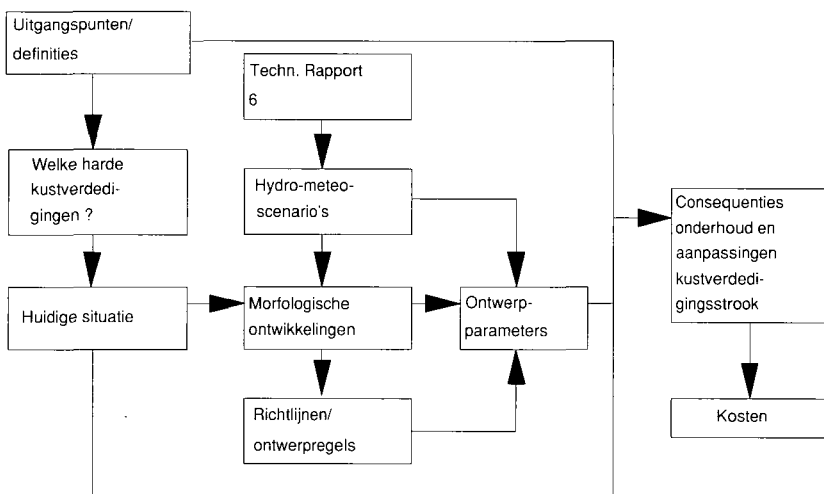 Uitgangspunten/
definities
Techn. Rapport
6
Welke harde
kustverdedi-
gingen ?
Hydro-meteo-
scenario's
Consequenties
onderhoud en
aanpassingen
kustverdedi-
gingsstrook
Huidige situatie
Morfologische
ontwikkelingen
Ontwerp-
parameters
Richtlijnen/
ontwerpregels
Kosten